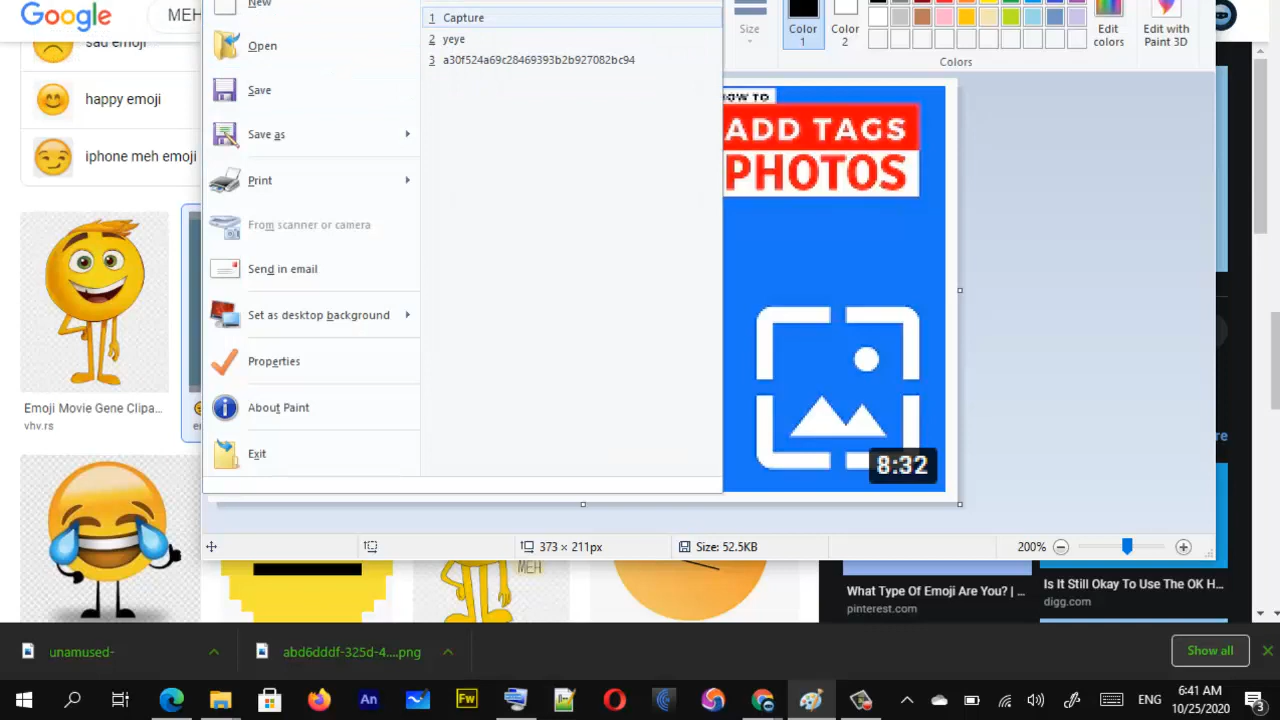 Google
MEH
sad emoji
happy emoji
iphone meh emoji
Emoji Movie Gene Clipa...
vhv.rs
New
Open
Save
Save as
Print
From scanner or camera
Send in email
Set as desktop background
Properties
About Paint
Exit
1 Capture
2 yeye
3 a30f524a69c28469393b2b927082bc94
Size
Color
1
Color
2
Edit
colors
Edit with
Paint 3D
Colors
HOW TO
ADD TAGS
PHOTOS
8:32
373 × 211px
Size: 52.5KB
200%
MEH
What Type Of Emoji Are You? | ...
pinterest.com
Is It Still Okay To Use The OK H...
digg.com
unamused-
abd6dddf-325d-4....png
Show all
An
Fw
ENG
6:41 AM
10/25/2020
3